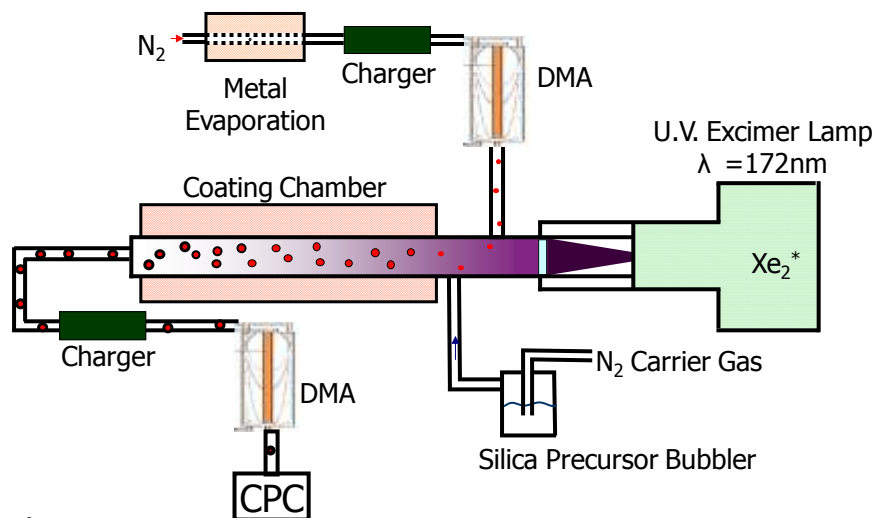 N₂
Metal
Evaporation
Charger
DMA
U.V. Excimer Lamp
λ =172nm
Coating Chamber
Xe₂*
Charger
DMA
N₂ Carrier Gas
Silica Precursor Bubbler
CPC